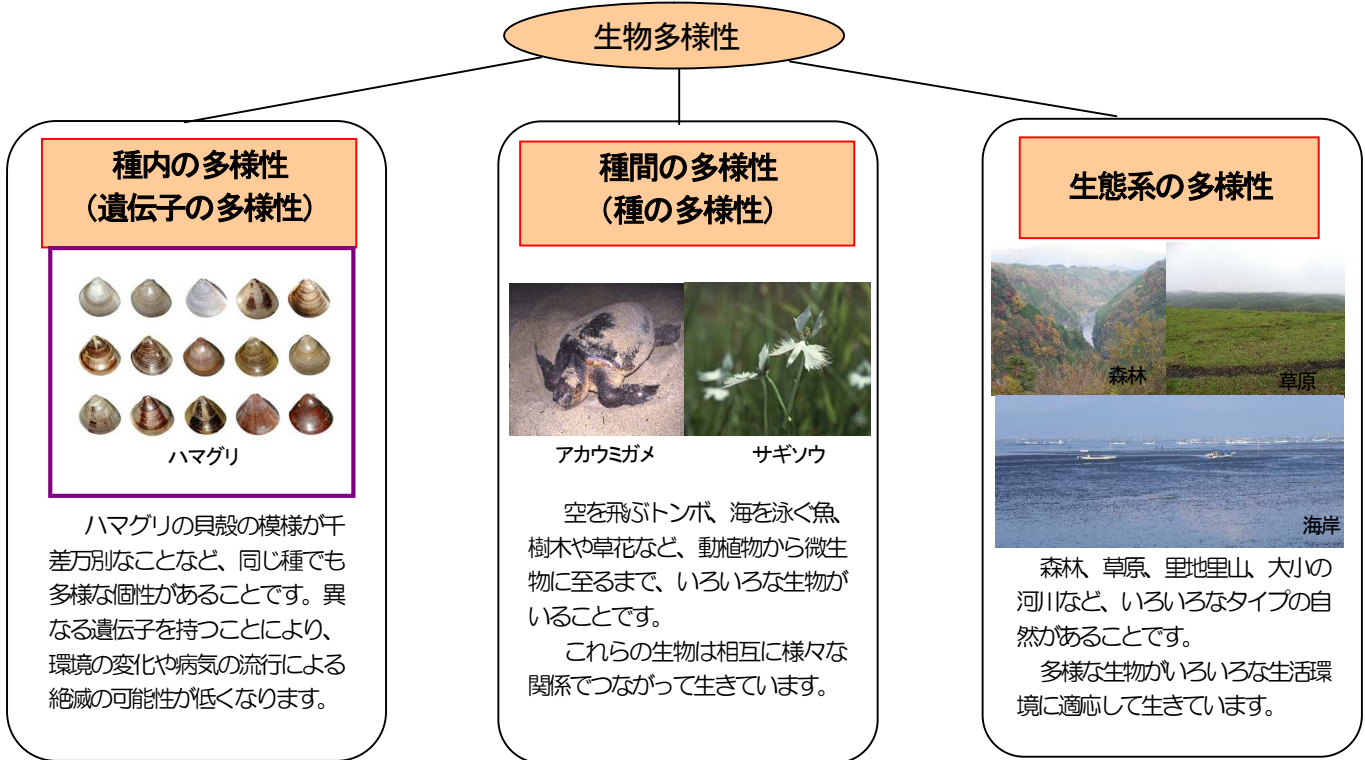 生物多様性
種内の多様性
（遺伝子の多様性）
ハマグリ
ハマグリの貝殻の模様が千
差万別なことなど、同じ種でも
多様な個性があることです。異
なる遺伝子を持つことにより、
環境の変化や病気の流行による
絶滅の可能性が低くなります。
種間の多様性
（種の多様性）
アカウミガメ
サギソウ
空を飛ぶトンボ、海を泳ぐ魚、
樹木や草花など、動植物から微生
物に至るまで、いろいろな生物が
いることです。
これらの生物は相互に様々な
関係でつながって生きています。
生態系の多様性
森林
草原
海岸
森林、草原、里地里山、大小の
河川など、いろいろなタイプの自
然があることです。
多様な生物がいろいろな生活環
境に適応して生きています。